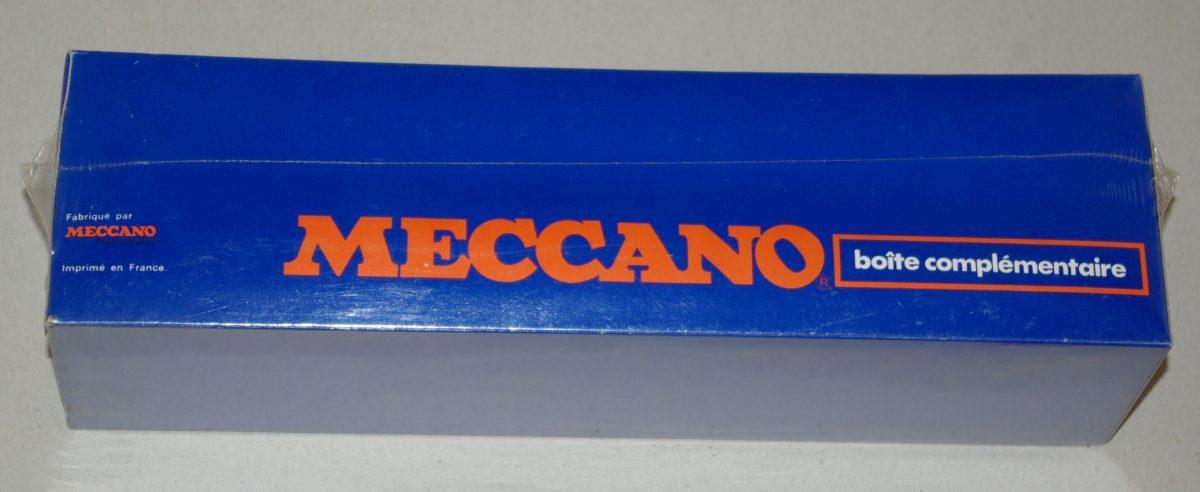 Fabriqué par
MECCANO
Imprimé en France
MECCANO®
boîte complémentaire